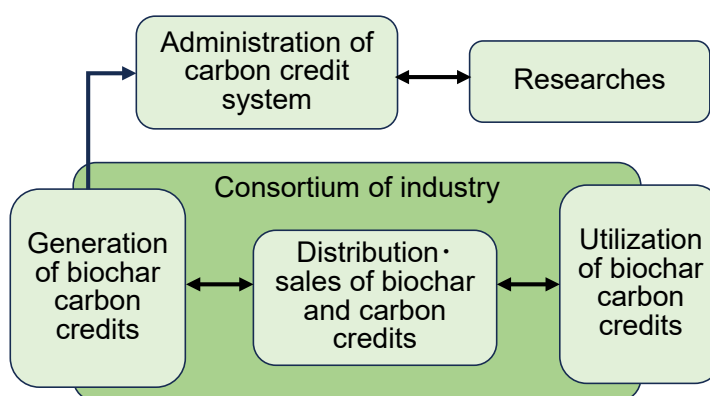 Administration of
carbon credit
system
Researches
Consortium of industry
Generation
of biochar
carbon
credits
Distribution・
sales of biochar
and carbon
credits
Utilization
of biochar
carbon
credits